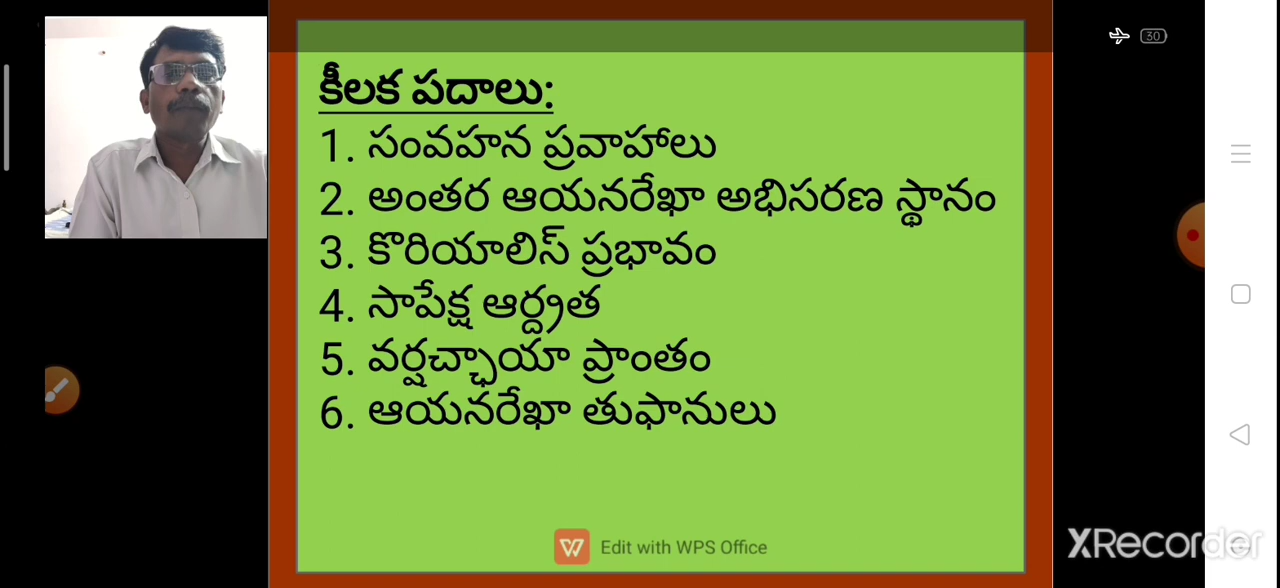 30
కీలక పదాలు:
1. సంవహన ప్రవాహాలు
2. అంతర ఆయనరేఖా అభిసరణ స్థానం
3. కొరియాలిస్ ప్రభావం
4. సాపేక్ష ఆర్ద్రత
5. వర్షచ్ఛాయా ప్రాంతం
6. ఆయనరేఖా తుఫానులు
Edit with WPS Office
XRecorder